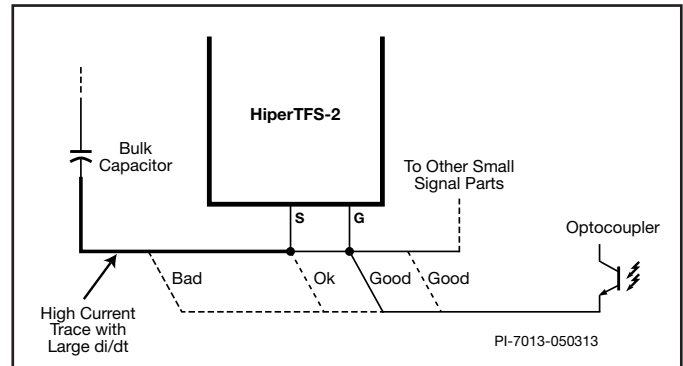 HiperTFS-2
Bulk
Capacitor
To Other Small
Signal Parts
S
G
Optocoupler
Bad
Ok
Good
Good
High Current
Trace with
Large di/dt
PI-7013-050313